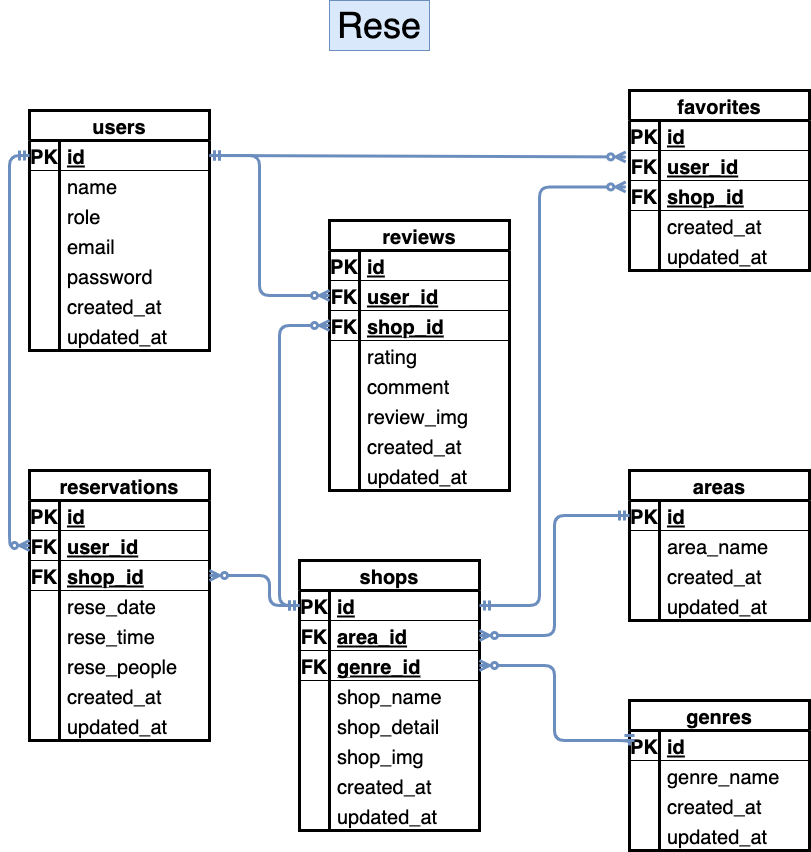 Rese
users
PK id
name
role
email
password
created_at
updated_at
favorites
PK id
FK user_id
FK shop_id
created_at
updated_at
reviews
PK id
FK user_id
FK shop_id
rating
comment
review_img
created_at
updated_at
reservations
PK id
FK user_id
FK shop_id
rese_date
rese_time
rese_people
created_at
updated_at
shops
PK id
FK area_id
FK genre_id
shop_name
shop_detail
shop_img
created_at
updated_at
areas
PK id
area_name
created_at
updated_at
genres
PK id
genre_name
created_at
updated_at